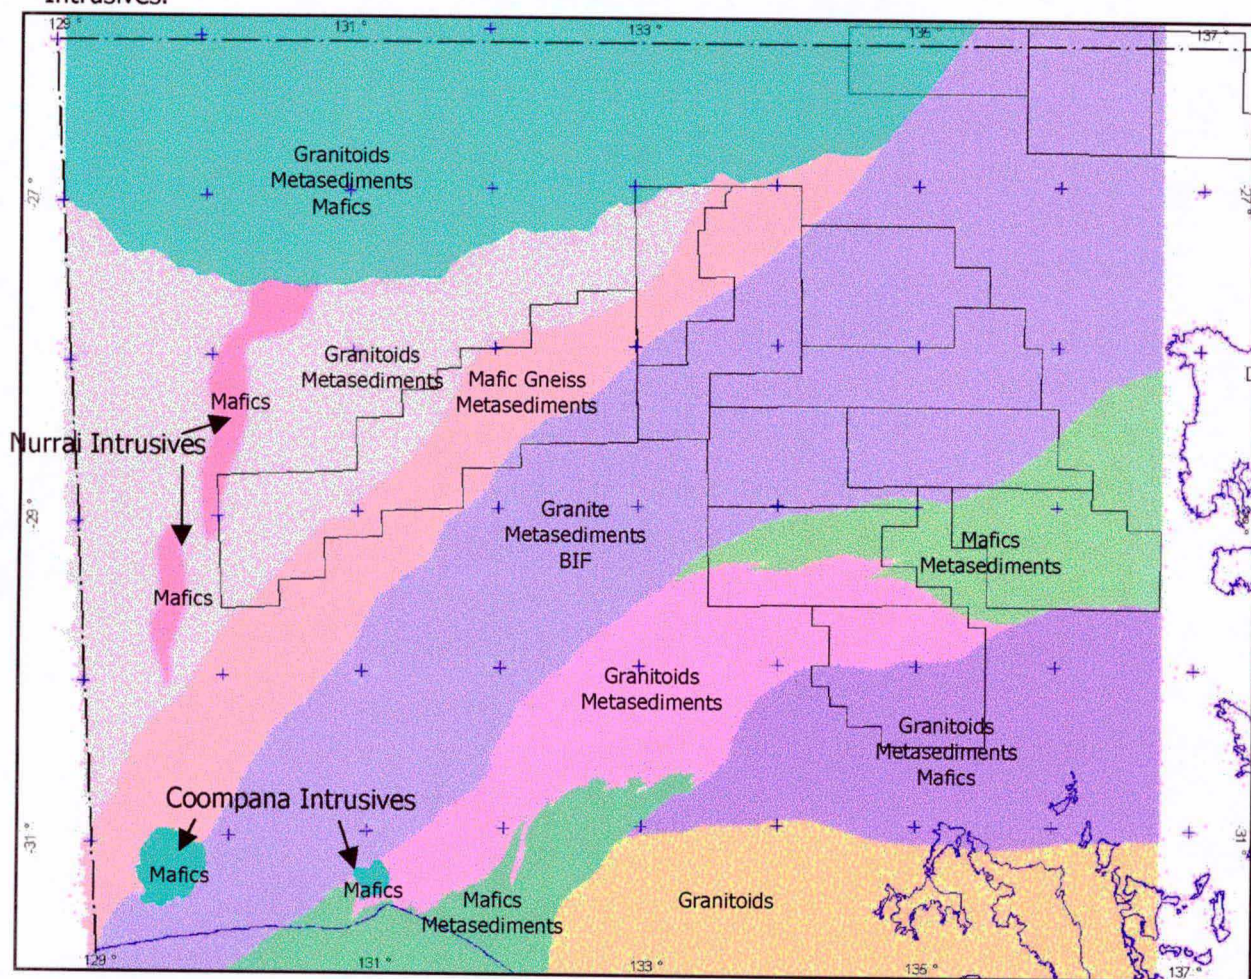 Intrusives.
129 °
131 °
133 °
135 °
137 °
Granitoids
Metasediments
Mafics
-27 °
-27 °
Granitoids
Metasediments
Mafic Gneiss
Metasediments
Mafics
Nurrai Intrusives
-29 °
Granite
Metasediments
BIF
Mafics
Metasediments
Mafics
Granitoids
Metasediments
Granitoids
Metasediments
Mafics
Coompana Intrusives
-31 °
-31 °
Mafics
Mafics
Mafics
Metasediments
Granitoids
129 °
131 °
133 °
135 °
137 °